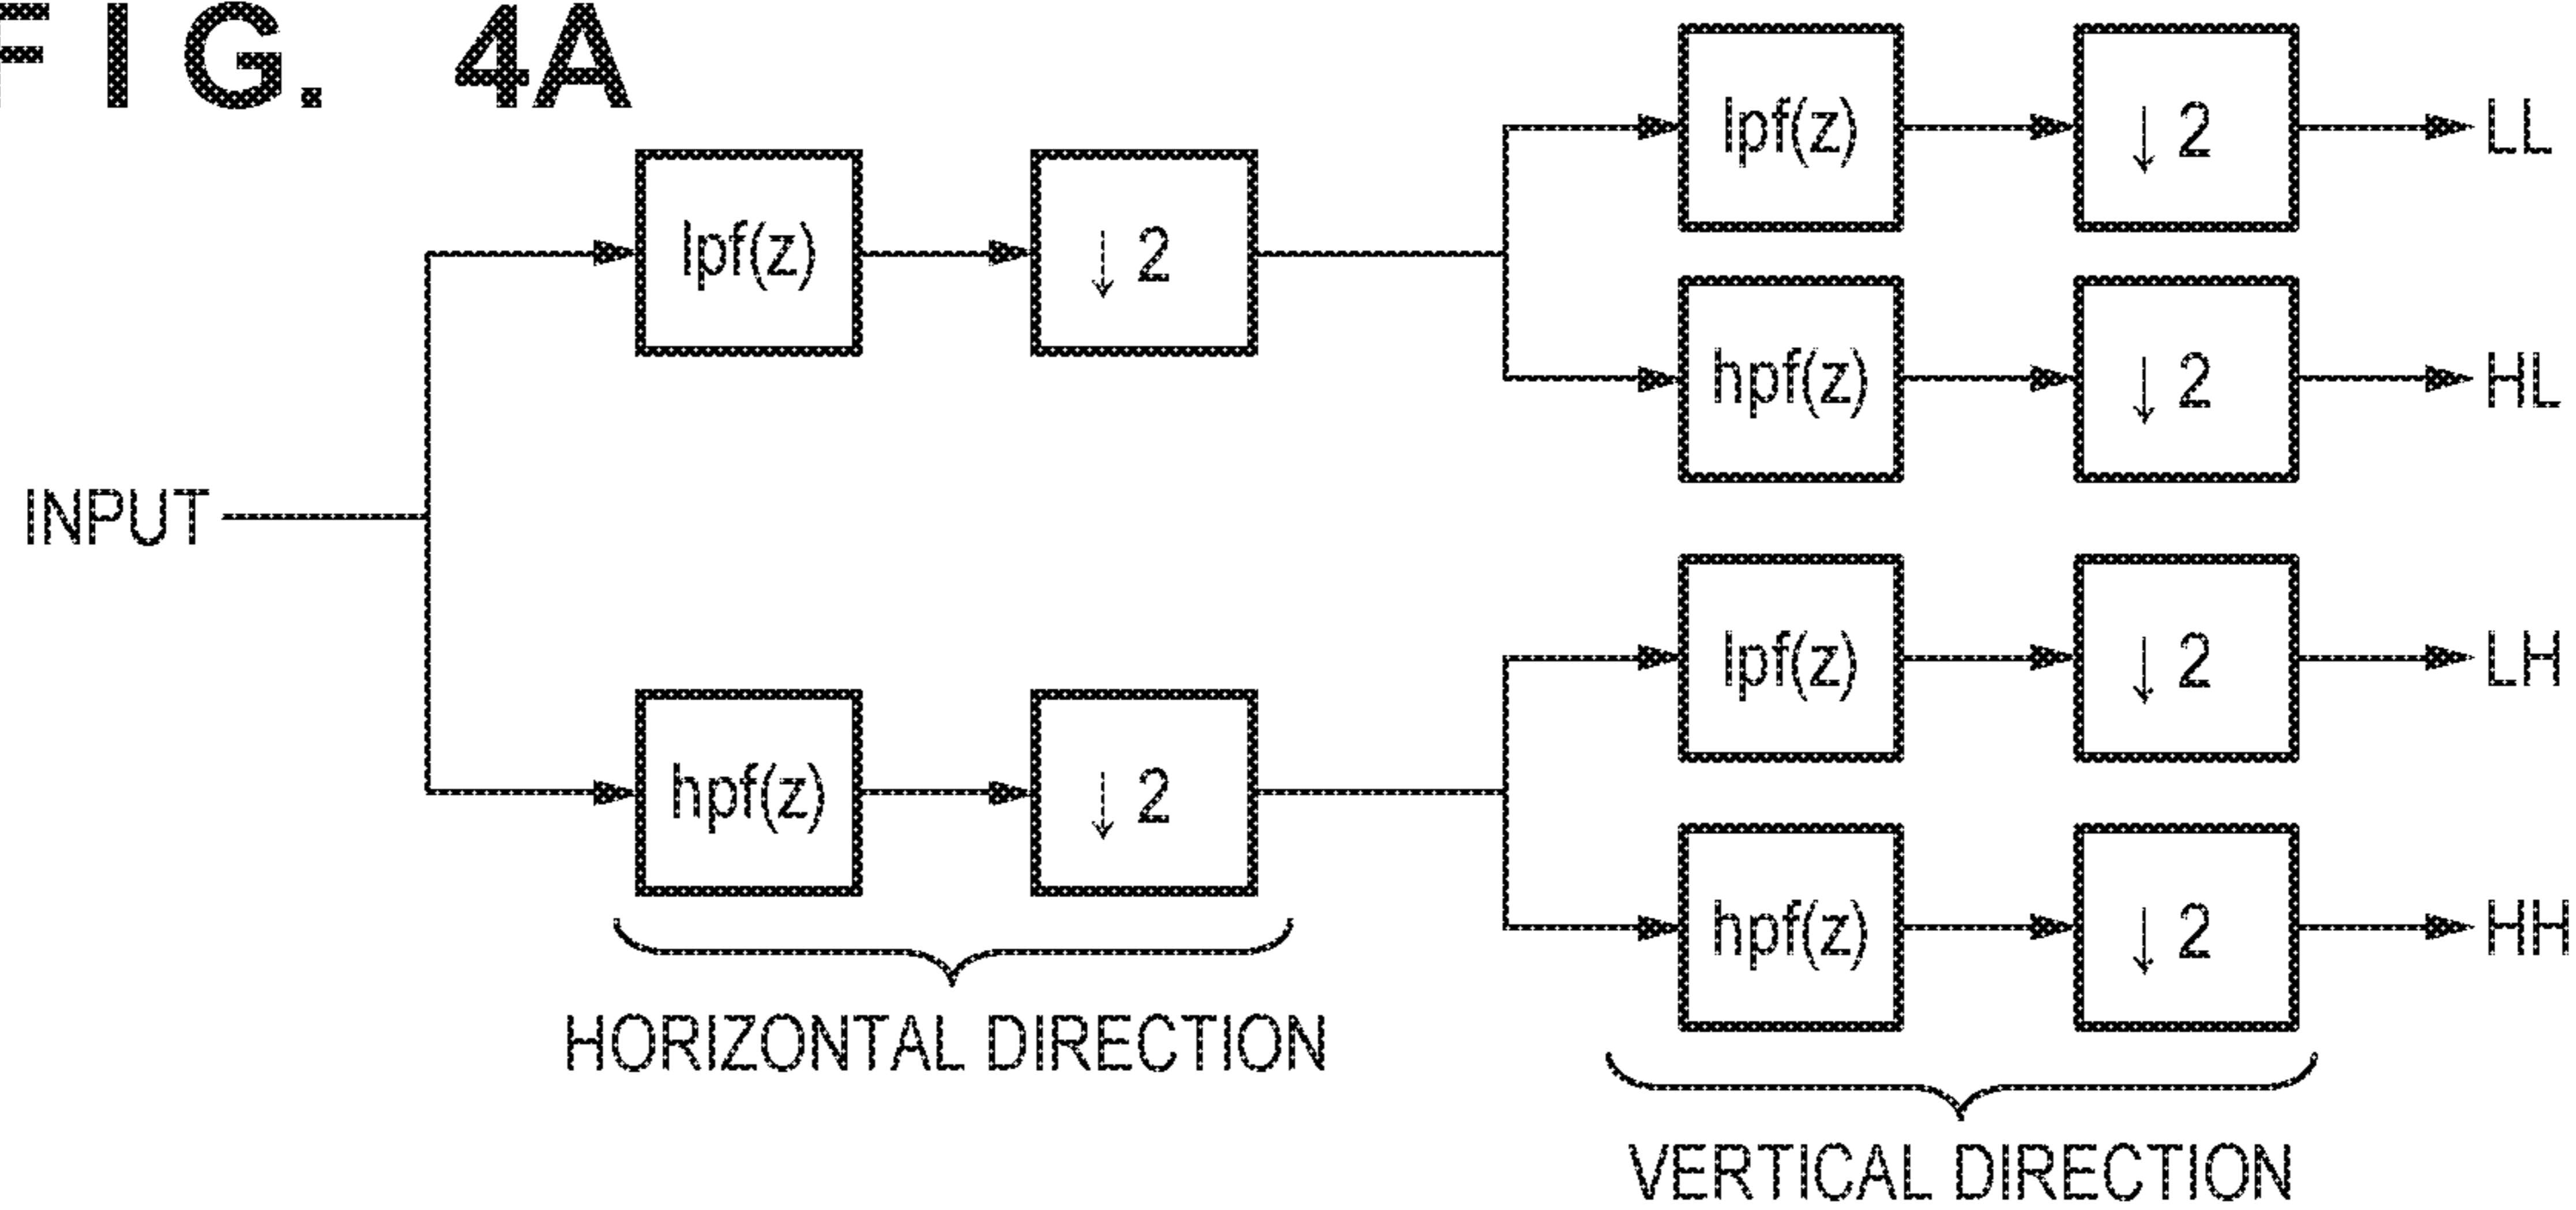 FIG. 4A
lpf(z)
↓ 2
LL
lpf(z)
↓ 2
hpf(z)
↓ 2
HL
INPUT
lpf(z)
↓ 2
LH
hpf(z)
↓ 2
hpf(z)
↓ 2
HH
HORIZONTAL DIRECTION
VERTICAL DIRECTION